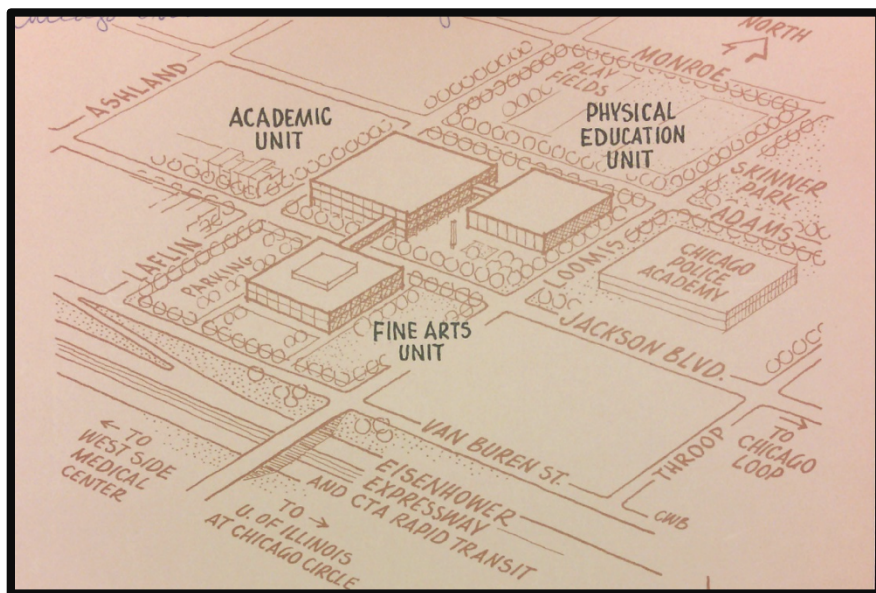 NORTH
MONROE
PLAY
FIELDS
ASHLAND
ACADEMIC
UNIT
PHYSICAL
EDUCATION
UNIT
SKINNER
PARK
ADAMS
LOOMIS
LAFLIN
PARKING
CHICAGO
POLICE
ACADEMY
JACKSON BLVD.
FINE ARTS
UNIT
VAN BUREN ST.
THROOP
TO
CHICAGO
LOOP
← TO
WEST SIDE
MEDICAL
CENTER
EISENHOWER
EXPRESSWAY
AND CTA RAPID TRANSIT
CWB
TO →
U. OF ILLINOIS
AT CHICAGO CIRCLE